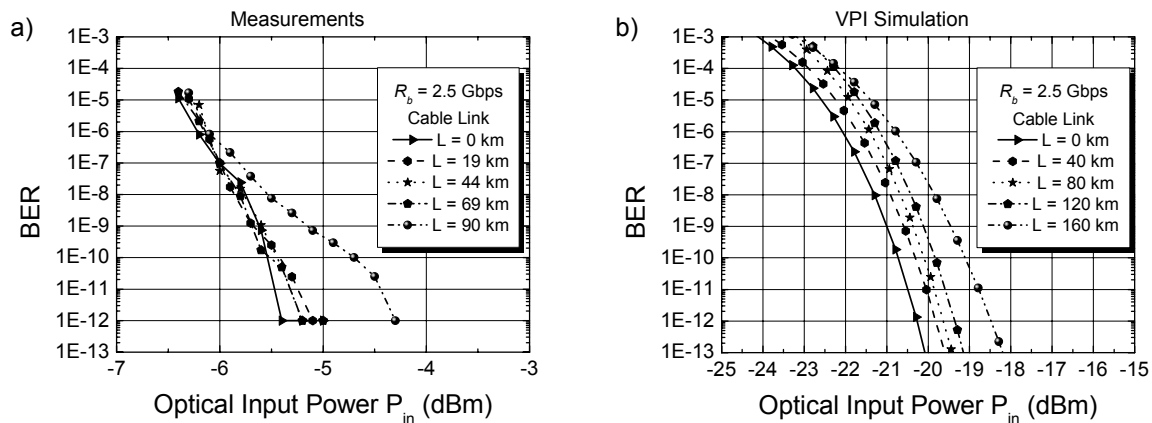 a)
Measurements
1E-3
1E-4
1E-5
1E-6
1E-7
1E-8
1E-9
1E-10
1E-11
1E-12
1E-13
BER
R_b = 2.5 Gbps
Cable Link
L = 0 km
L = 19 km
L = 44 km
L = 69 km
L = 90 km
-7 -6 -5 -4 -3
Optical Input Power P_in (dBm)
b)
VPI Simulation
1E-3
1E-4
1E-5
1E-6
1E-7
1E-8
1E-9
1E-10
1E-11
1E-12
1E-13
BER
R_b = 2.5 Gbps
Cable Link
L = 0 km
L = 40 km
L = 80 km
L = 120 km
L = 160 km
-25 -24 -23 -22 -21 -20 -19 -18 -17 -16 -15
Optical Input Power P_in (dBm)